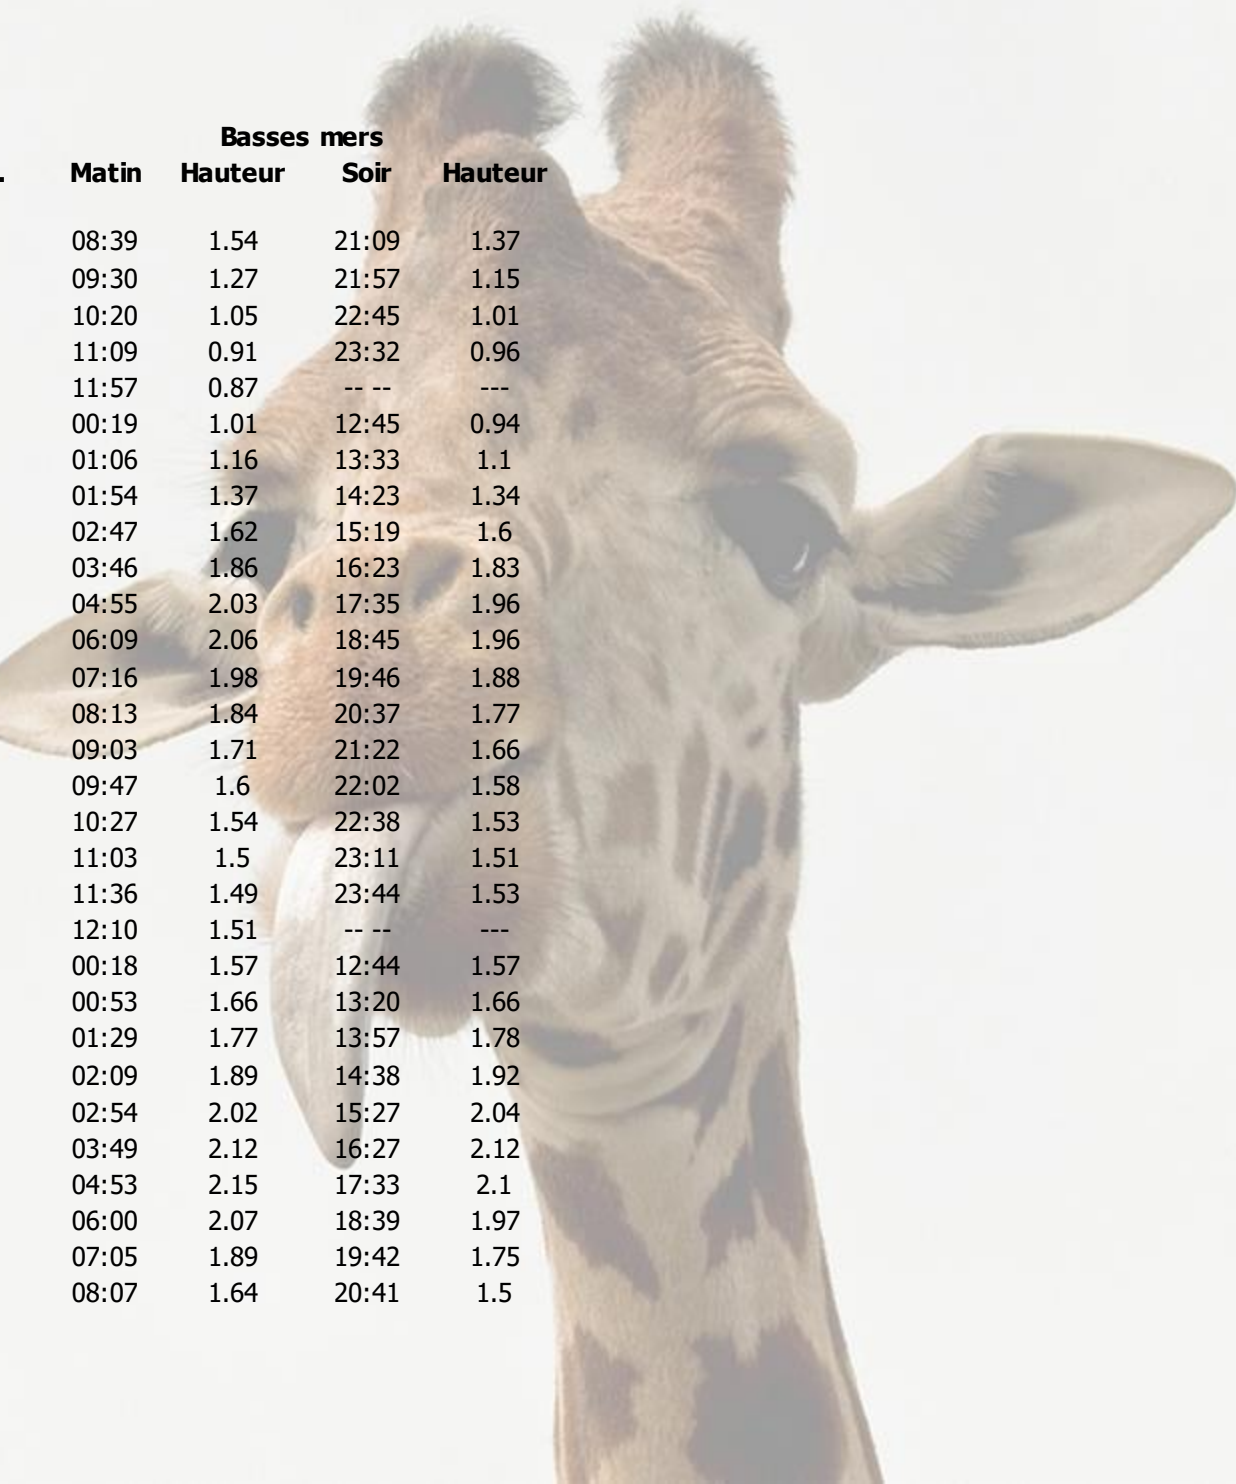 Basses mers
. Matin Hauteur Soir Hauteur
08:39 1.54 21:09 1.37
09:30 1.27 21:57 1.15
10:20 1.05 22:45 1.01
11:09 0.91 23:32 0.96
11:57 0.87 -- -- ---
00:19 1.01 12:45 0.94
01:06 1.16 13:33 1.1
01:54 1.37 14:23 1.34
02:47 1.62 15:19 1.6
03:46 1.86 16:23 1.83
04:55 2.03 17:35 1.96
06:09 2.06 18:45 1.96
07:16 1.98 19:46 1.88
08:13 1.84 20:37 1.77
09:03 1.71 21:22 1.66
09:47 1.6 22:02 1.58
10:27 1.54 22:38 1.53
11:03 1.5 23:11 1.51
11:36 1.49 23:44 1.53
12:10 1.51 -- -- ---
00:18 1.57 12:44 1.57
00:53 1.66 13:20 1.66
01:29 1.77 13:57 1.78
02:09 1.89 14:38 1.92
02:54 2.02 15:27 2.04
03:49 2.12 16:27 2.12
04:53 2.15 17:33 2.1
06:00 2.07 18:39 1.97
07:05 1.89 19:42 1.75
08:07 1.64 20:41 1.5